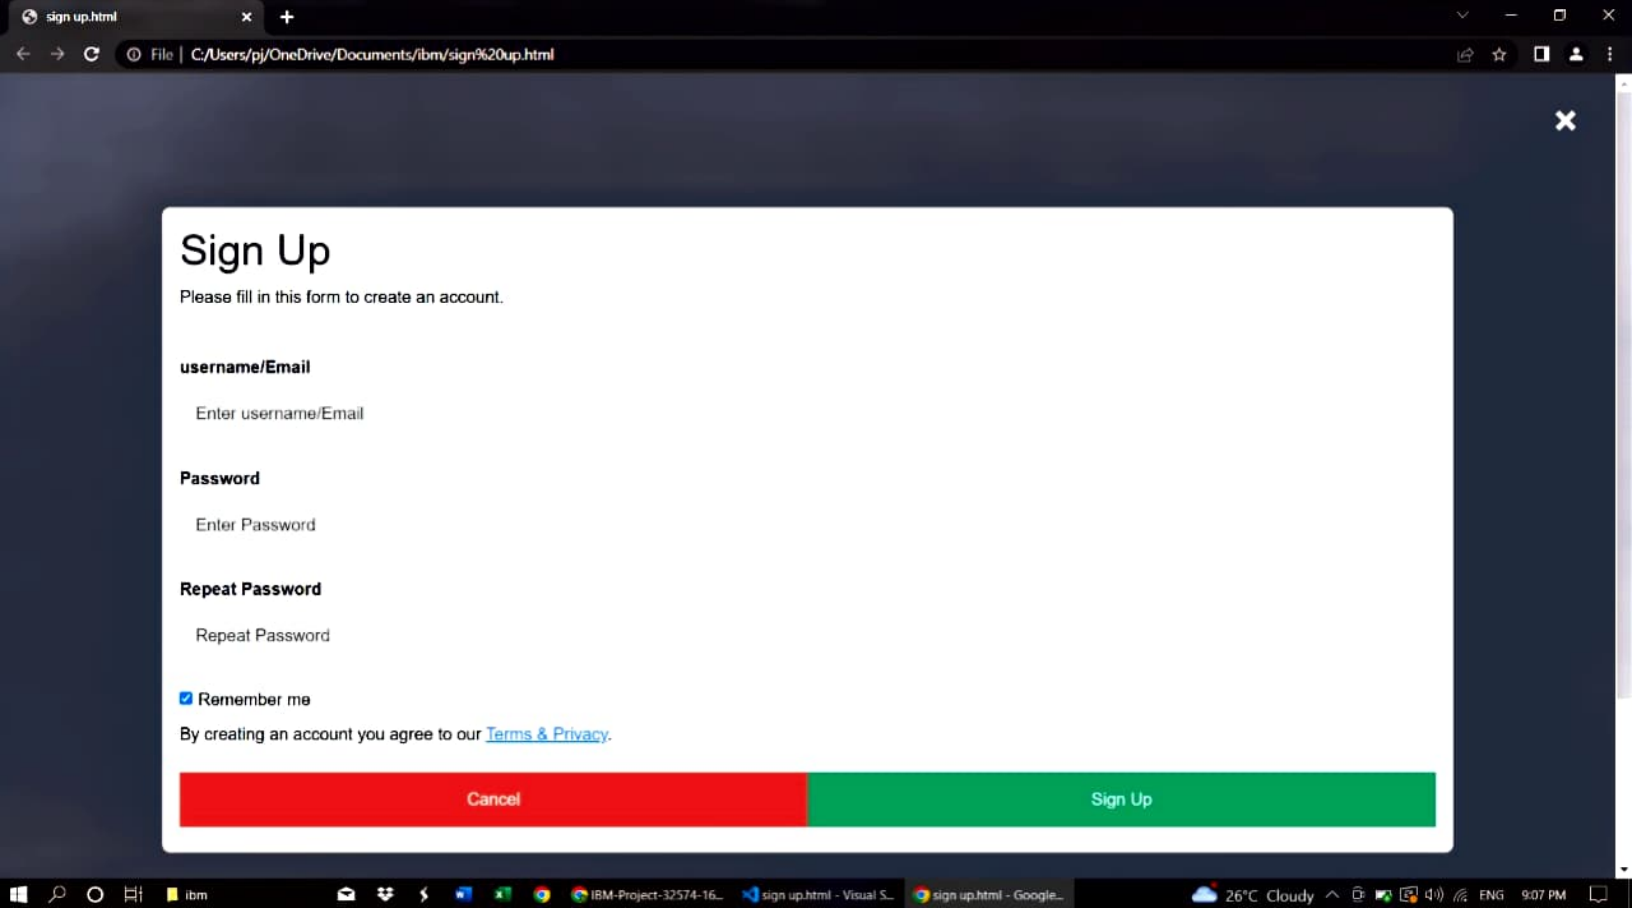 sign up.html
File | C:/Users/pj/OneDrive/Documents/ibm/sign%20up.html
Sign Up
Please fill in this form to create an account.
username/Email
Enter username/Email
Password
Enter Password
Repeat Password
Repeat Password
Remember me
By creating an account you agree to our Terms & Privacy.
Cancel Sign Up
ibm IBM-Project-32574-16... sign up.html - Visual S... sign up.html - Google... 26°C Cloudy ENG 9:07 PM